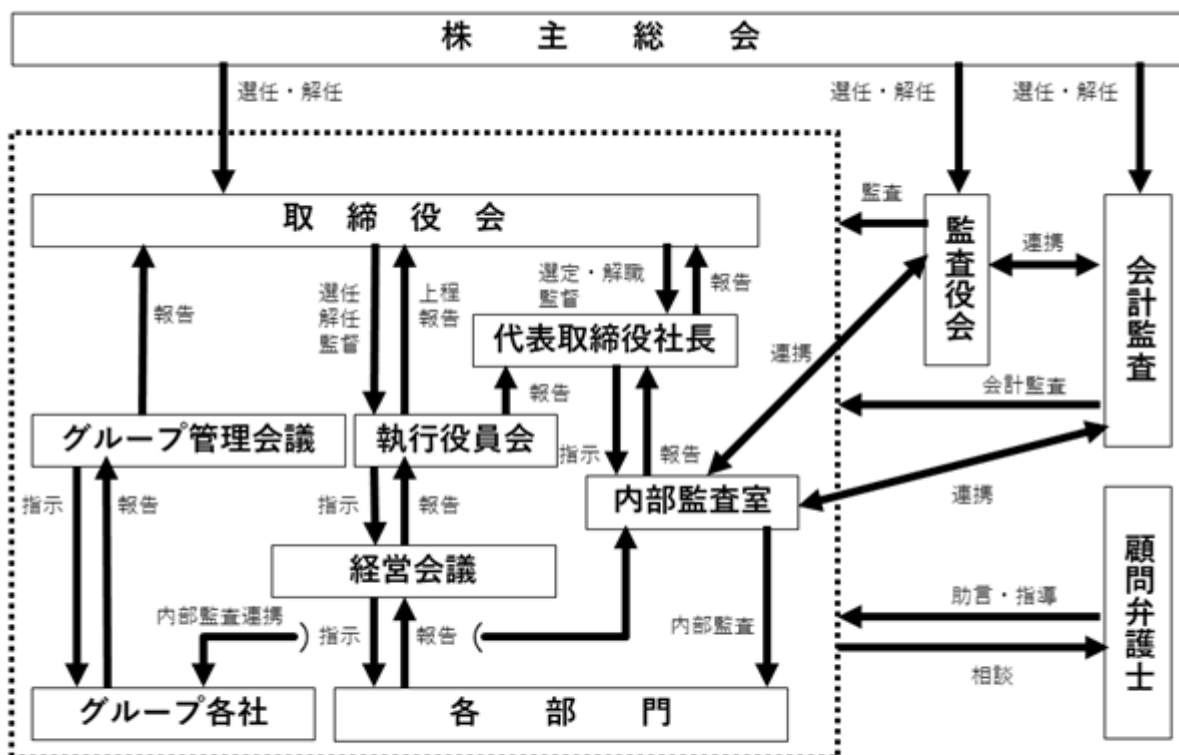 株主総会
選任・解任
選任・解任
選任・解任
取締役会
監査
監査役会
連携
会計監査
報告
選任
解任
監督
上程
報告
選定・解職
監督
報告
代表取締役社長
連携
報告
会計監査
グループ管理会議
執行役員会
指示
報告
内部監査室
連携
指示
報告
指示
報告
経営会議
顧問弁護士
内部監査連携
指示
報告
内部監査
助言・指導
相談
グループ各社
各部門